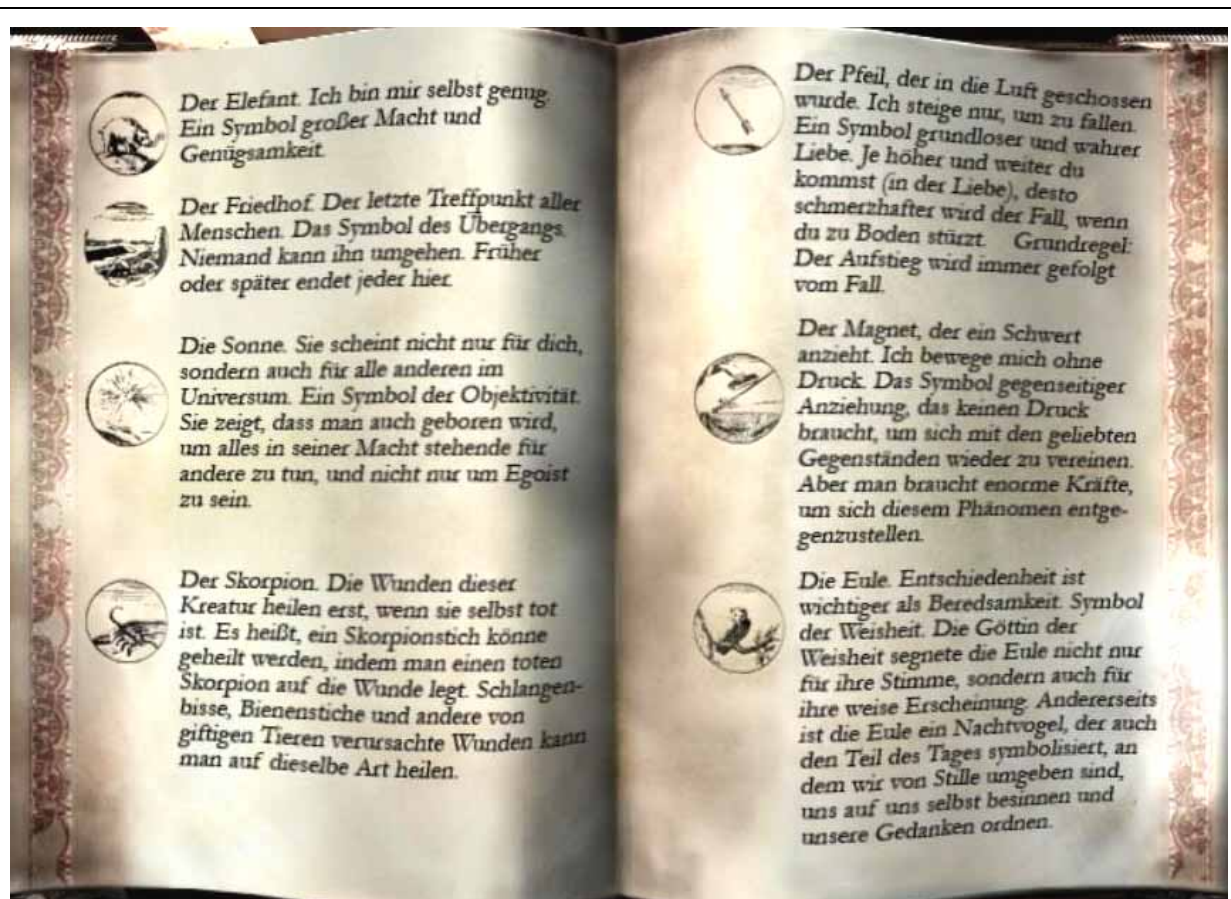 Der Elefant. Ich bin mir selbst genug.
Ein Symbol großer Macht und
Genügsamkeit.
Der Friedhof. Der letzte Treffpunkt aller
Menschen. Das Symbol des Übergangs.
Niemand kann ihn umgehen. Früher
oder später endet jeder hier.
Die Sonne. Sie scheint nicht nur für dich,
sondern auch für alle anderen im
Universum. Ein Symbol der Objektivität.
Sie zeigt, dass man auch geboren wird,
um alles in seiner Macht stehende für
andere zu tun, und nicht nur um Egoist
zu sein.
Der Skorpion. Die Wunden dieser
Kreatur heilen erst, wenn sie selbst tot
ist. Es heißt, ein Skorpionstich könne
geheilt werden, indem man einen toten
Skorpion auf die Wunde legt. Schlangen-
bisse, Bienenstiche und andere von
giftigen Tieren verursachte Wunden kann
man auf dieselbe Art heilen.
Der Pfeil, der in die Luft geschossen
wurde. Ich steige nur, um zu fallen.
Ein Symbol grundloser und wahrer
Liebe. Je höher und weiter du
kommst (in der Liebe), desto
schmerzhafter wird der Fall, wenn
du zu Boden stürzt. Grundregel:
Der Aufstieg wird immer gefolgt
vom Fall.
Der Magnet, der ein Schwert
anzieht. Ich bewege mich ohne
Druck. Das Symbol gegenseitiger
Anziehung, das keinen Druck
braucht, um sich mit den geliebten
Gegenständen wieder zu vereinen.
Aber man braucht enorme Kräfte,
um sich diesem Phänomen entge-
genzustellen.
Die Eule. Entschiedenheit ist
wichtiger als Beredsamkeit. Symbol
der Weisheit. Die Göttin der
Weisheit segnete die Eule nicht nur
für ihre Stimme, sondern auch für
ihre weise Erscheinung. Andererseits
ist die Eule ein Nachtvogel, der auch
den Teil des Tages symbolisiert, an
dem wir von Stille umgeben sind,
uns auf uns selbst besinnen und
unsere Gedanken ordnen.